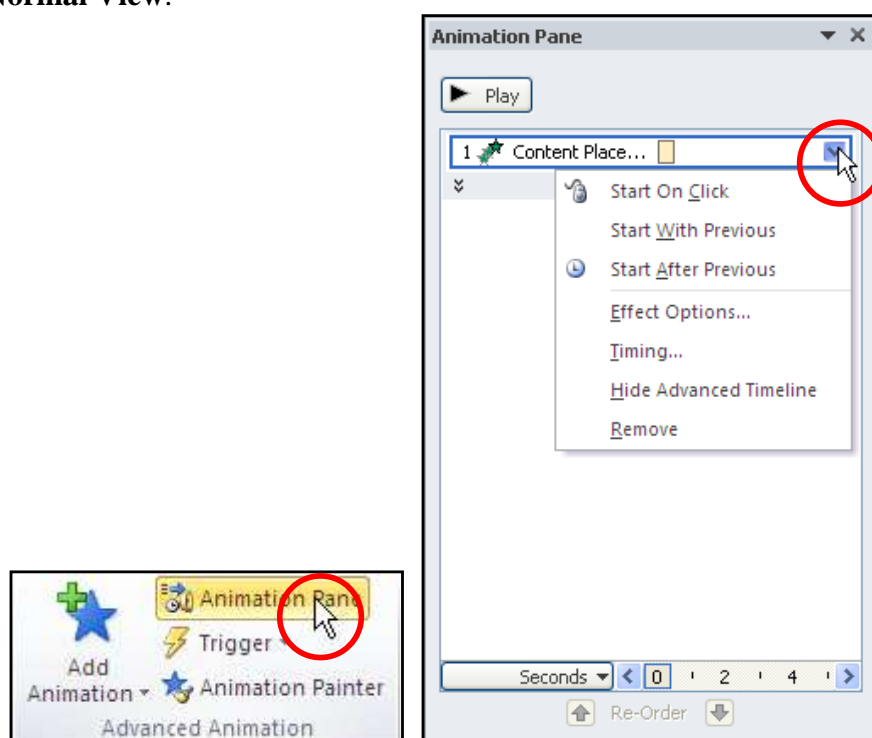 Normal View.
Animation Pane
Play
1 Content Place...
Start On Click
Start With Previous
Start After Previous
Effect Options...
Timing...
Hide Advanced Timeline
Remove
Seconds 0 2 4
Re-Order
Animation Pane
Trigger
Add
Animation
Animation Painter
Advanced Animation